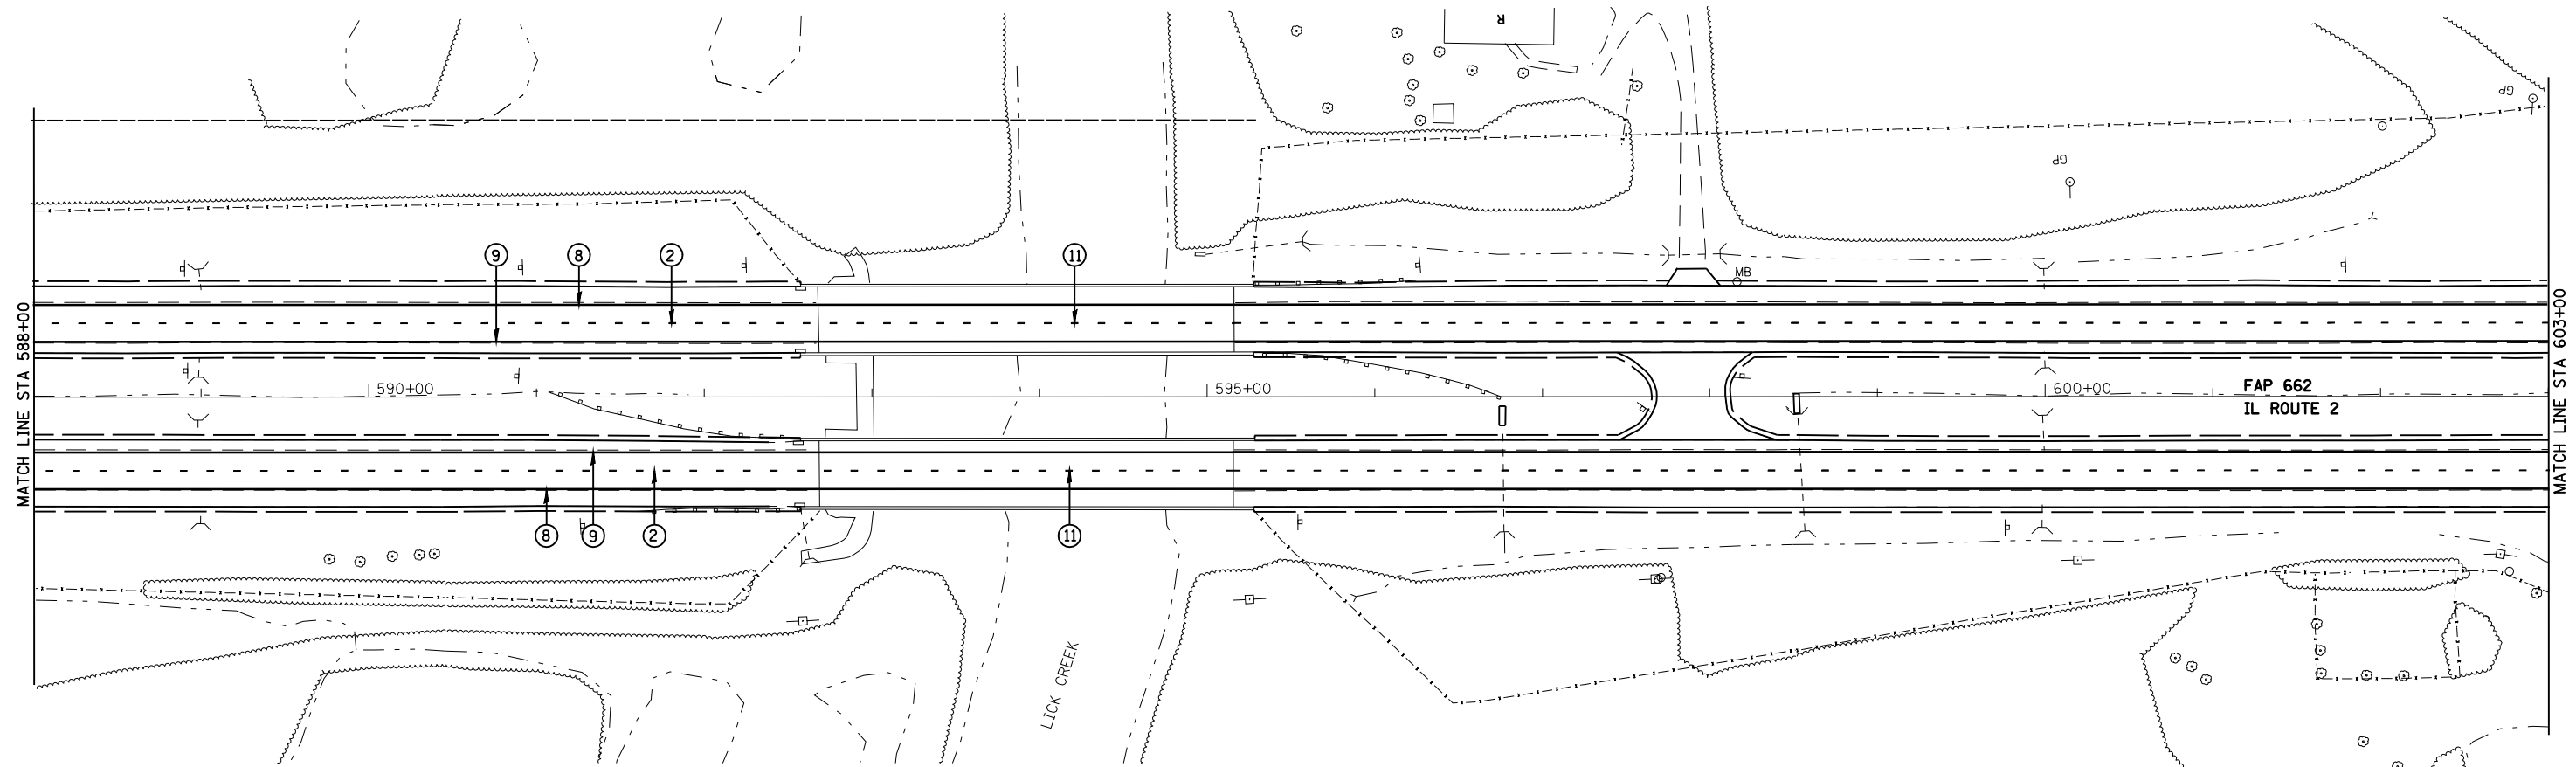 R
GP
GP
9
8
2
11
MB
MATCH LINE STA 588+00
590+00
595+00
600+00
FAP 662
IL ROUTE 2
MATCH LINE STA 603+00
8
9
2
11
LICK CREEK